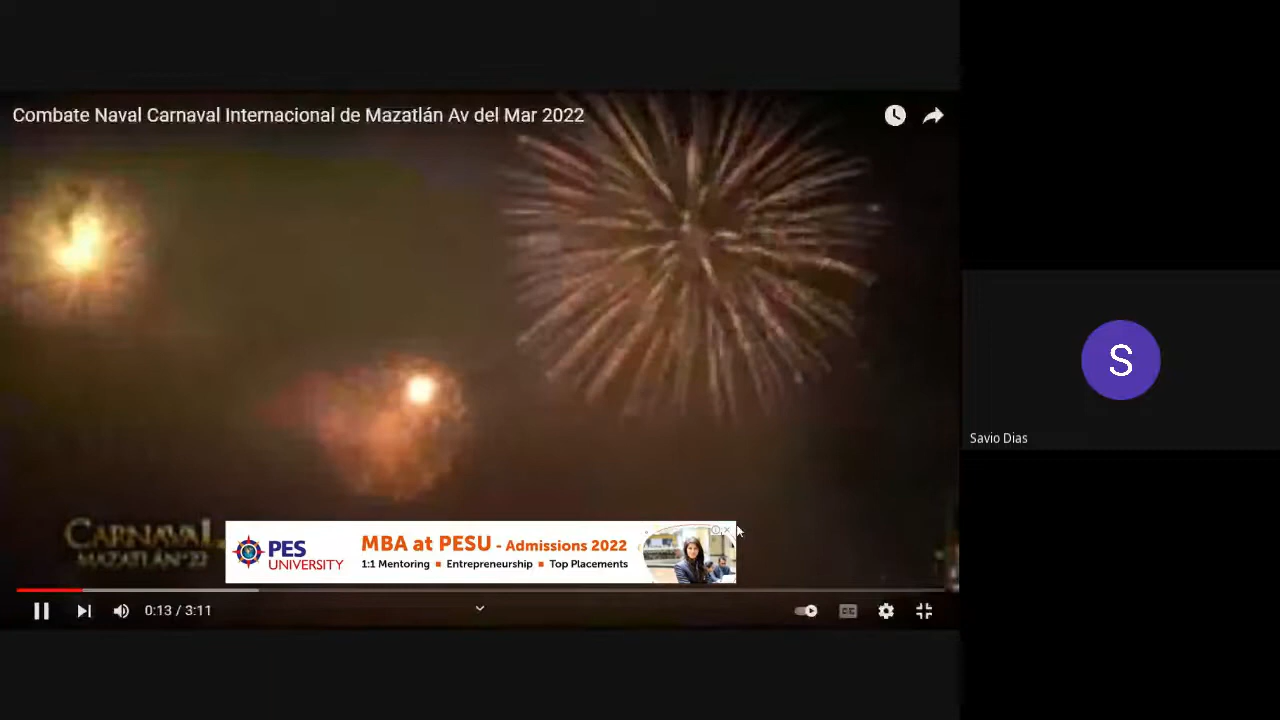 Combate Naval Carnaval Internacional de Mazatlán Av del Mar 2022
CARNAVAL
MAZATLÁN'22
PES
UNIVERSITY
MBA at PESU - Admissions 2022
1:1 Mentoring ▪ Entrepreneurship ▪ Top Placements
0:13 / 3:11
CC
S
Savio Dias